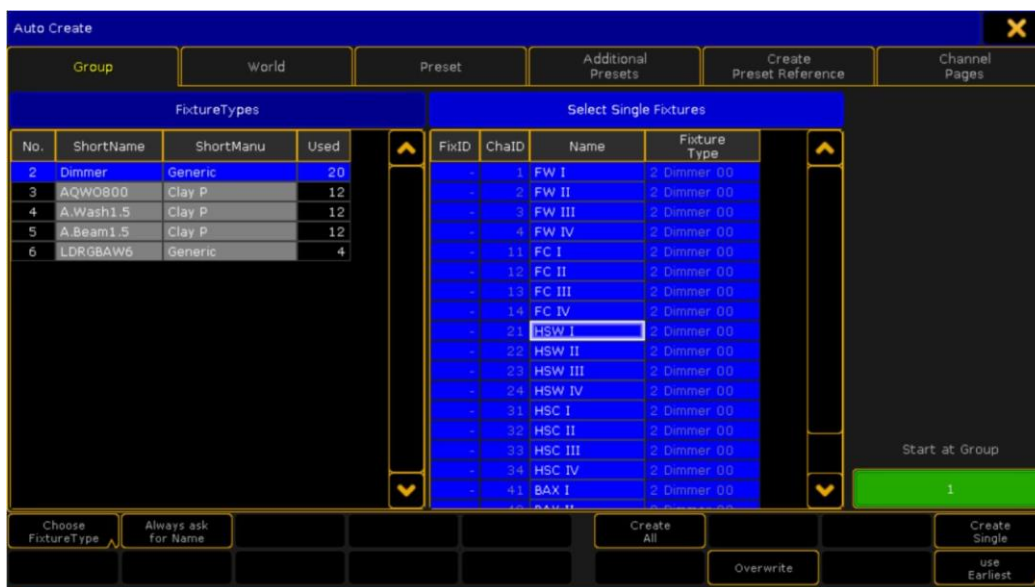 Auto Create
Group World Preset Additional Presets Create Preset Reference Channel Pages
FixtureTypes
No. ShortName ShortManu Used
2 Dimmer Generic 20
3 AQWO800 Clay P 12
4 A.Wash1.5 Clay P 12
5 A.Beam1.5 Clay P 12
6 LDRGBAW6 Generic 4
Select Single Fixtures
FixID ChaID Name Fixture Type
- 1 FW I 2 Dimmer 00
- 2 FW II 2 Dimmer 00
- 3 FW III 2 Dimmer 00
- 4 FW IV 2 Dimmer 00
- 11 FC I 2 Dimmer 00
- 12 FC II 2 Dimmer 00
- 13 FC III 2 Dimmer 00
- 14 FC IV 2 Dimmer 00
- 21 HSW I 2 Dimmer 00
- 22 HSW II 2 Dimmer 00
- 23 HSW III 2 Dimmer 00
- 24 HSW IV 2 Dimmer 00
- 31 HSC I 2 Dimmer 00
- 32 HSC II 2 Dimmer 00
- 33 HSC III 2 Dimmer 00
- 34 HSC IV 2 Dimmer 00
- 41 BAX I 2 Dimmer 00
Start at Group
1
Choose FixtureType Always ask for Name Create All Create Single
Overwrite use Earliest